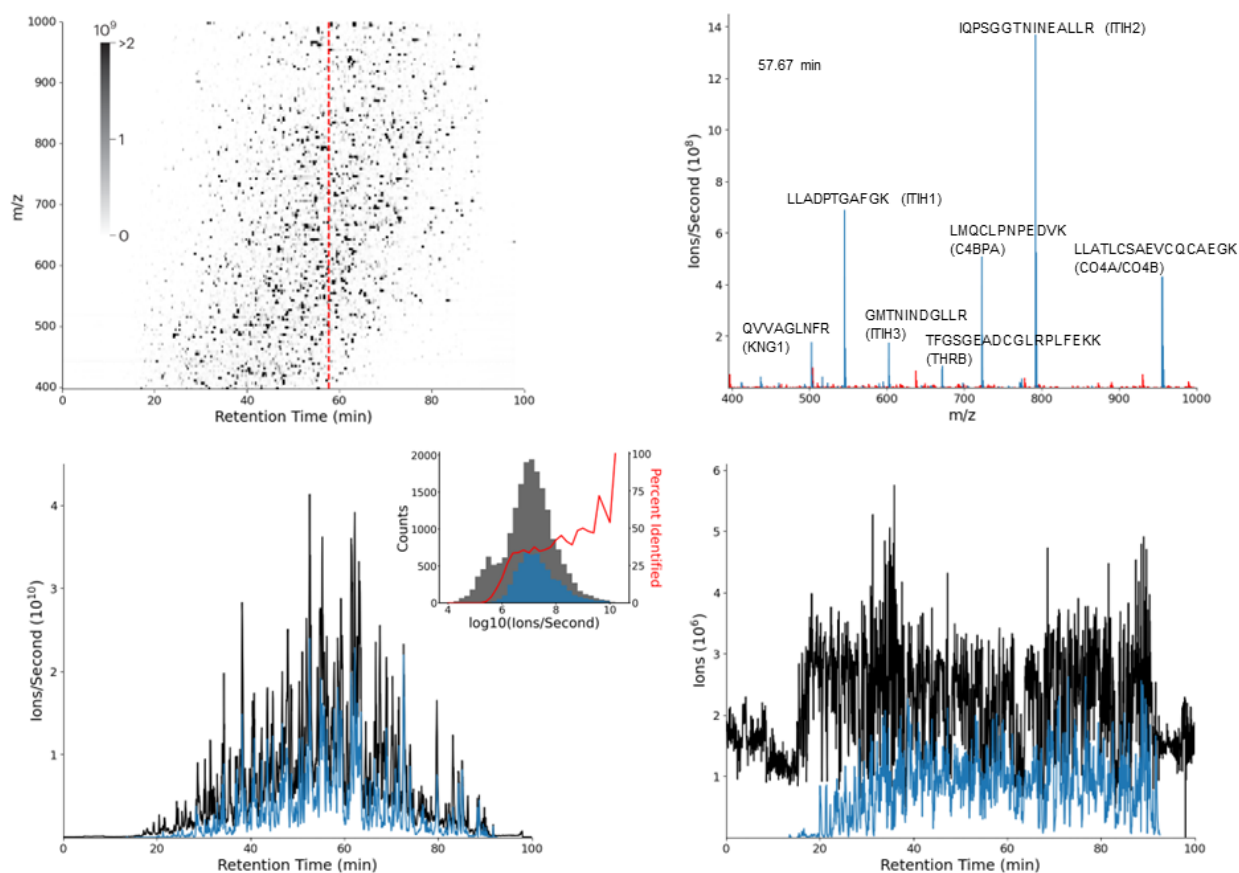 10⁹
>2
1
0
1000
900
800
700
600
500
400
m/z
0
20
40
60
80
100
Retention Time (min)
14
12
10
8
6
4
2
Ions/Second (10⁸)
57.67 min
IQPSGGTNINEALLR (ITIH2)
LLADPTGAFGK (ITIH1)
LMQCLPNPEDVK
(C4BPA)
LLATLCSAEVCQCAEGK
(CO4A/CO4B)
QVVAGLNFR
(KNG1)
GMTNINDGLLR
(ITIH3)
TFGSGEADCGLRPLFEKK
(THRB)
400
500
600
700
800
900
1000
m/z
4
3
2
1
Ions/Second (10¹⁰)
0
20
40
60
80
100
Retention Time (min)
2000
1500
1000
500
0
Counts
4
6
8
10
log10(Ions/Second)
100
75
50
25
0
Percent Identified
6
5
4
3
2
1
Ions (10⁶)
0
20
40
60
80
100
Retention Time (min)